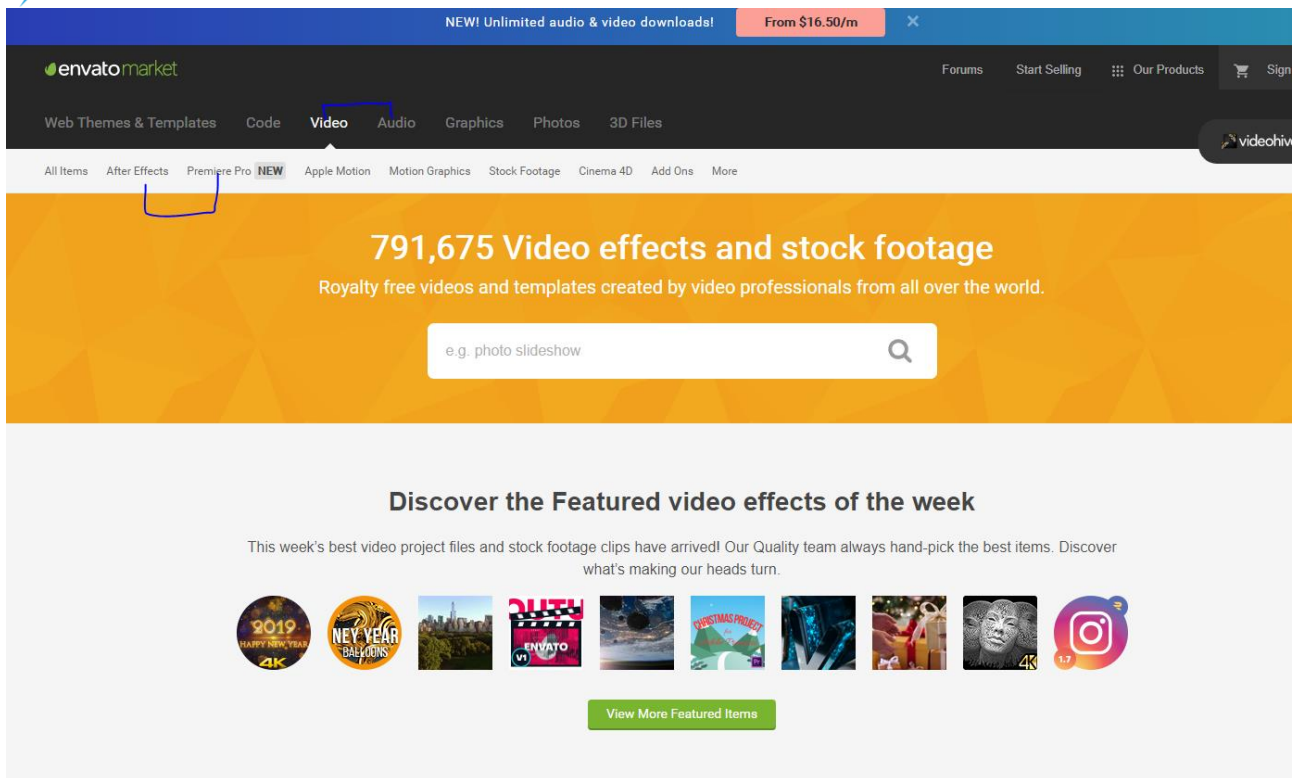 NEW! Unlimited audio & video downloads! From $16.50/m
envatomarket Forums Start Selling Our Products Sign
Web Themes & Templates Code Video Audio Graphics Photos 3D Files
videohive
All Items After Effects Premiere Pro NEW Apple Motion Motion Graphics Stock Footage Cinema 4D Add Ons More
791,675 Video effects and stock footage
Royalty free videos and templates created by video professionals from all over the world.
e.g. photo slideshow
Discover the Featured video effects of the week
This week's best video project files and stock footage clips have arrived! Our Quality team always hand-pick the best items. Discover
what's making our heads turn.
2019
HAPPY NEW YEAR
4K
NEY YEAR
BALLOONS
OUTU
ENVATO
V1
CHRISTMAS PROJECT
Pr
4K
1.7
View More Featured Items